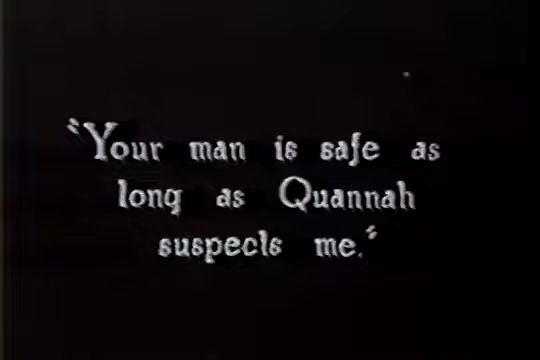 "Your man is safe as
long as Quannah
suspects me."